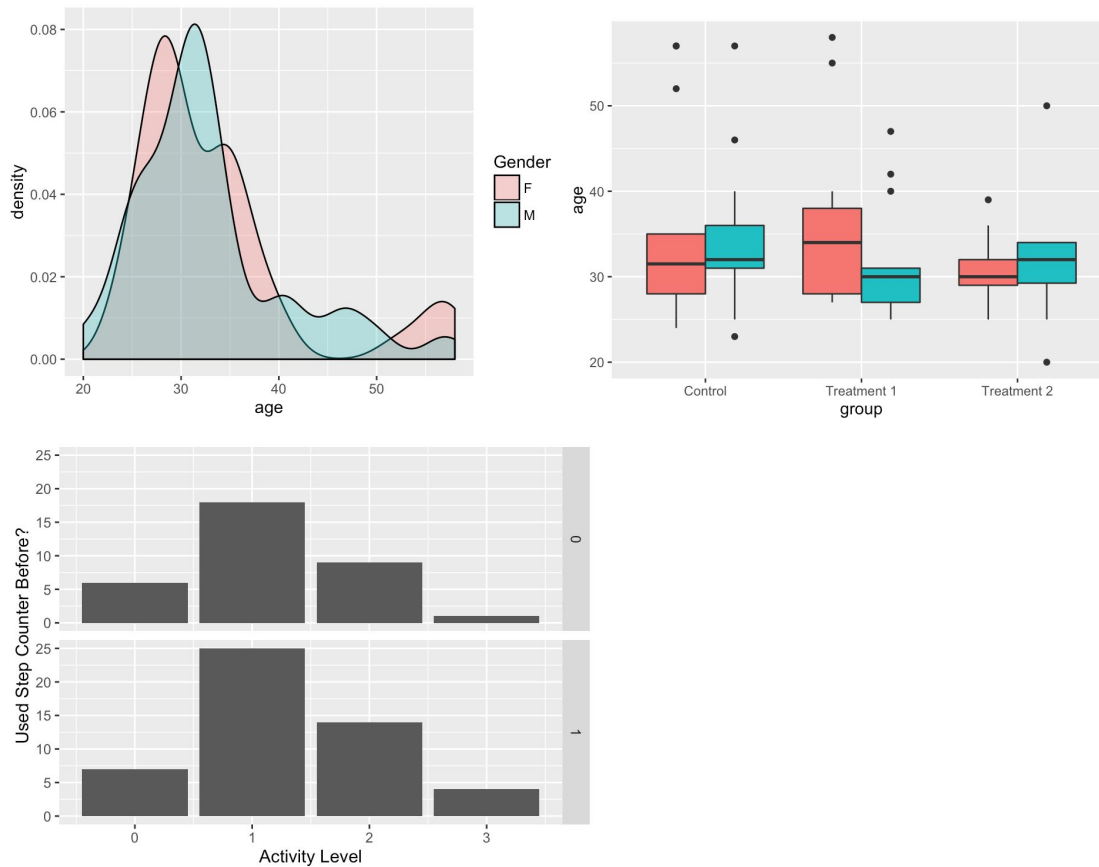 0.08
0.06
0.04
0.02
0.00
density
20 30 40 50
age
Gender
F
M
50
40
30
20
age
Control Treatment 1 Treatment 2
group
25
20
15
10
5
0
0
25
20
15
10
5
0
1
Used Step Counter Before?
0 1 2 3
Activity Level